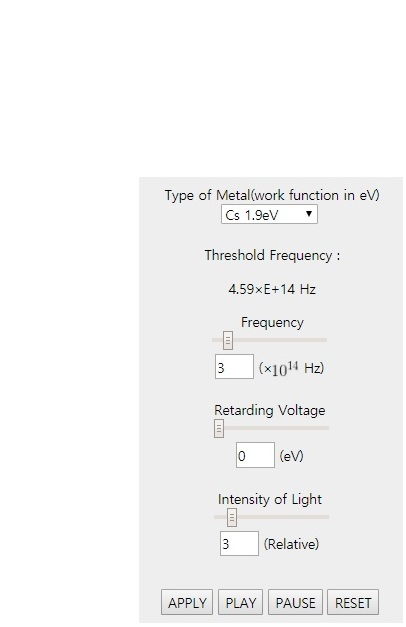 Type of Metal(work function in eV)
Cs 1.9eV
Threshold Frequency :
4.59×E+14 Hz
Frequency
3 (×10¹⁴ Hz)
Retarding Voltage
0 (eV)
Intensity of Light
3 (Relative)
APPLY PLAY PAUSE RESET